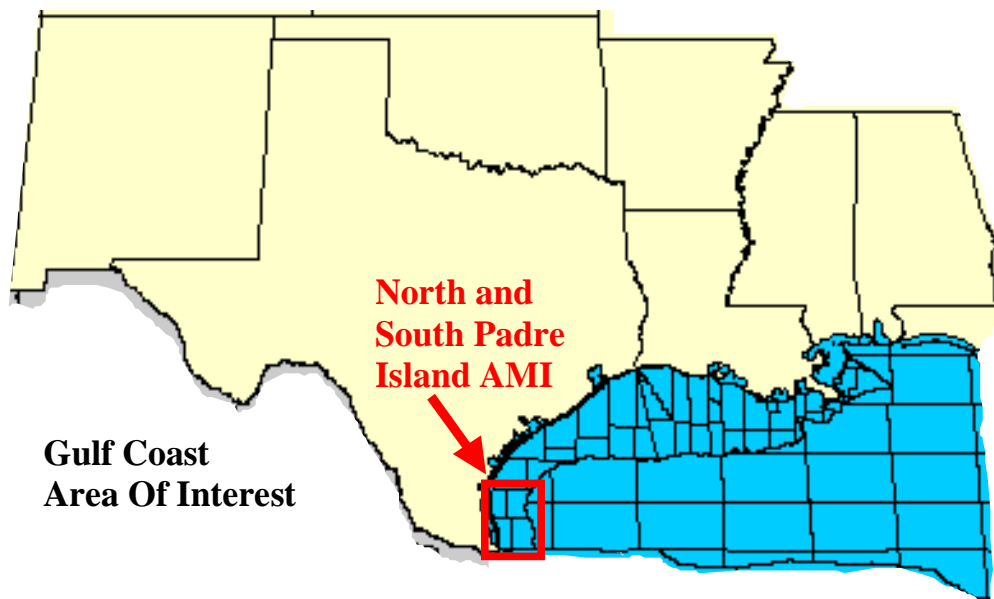 North and
South Padre
Island AMI
Gulf Coast
Area Of Interest